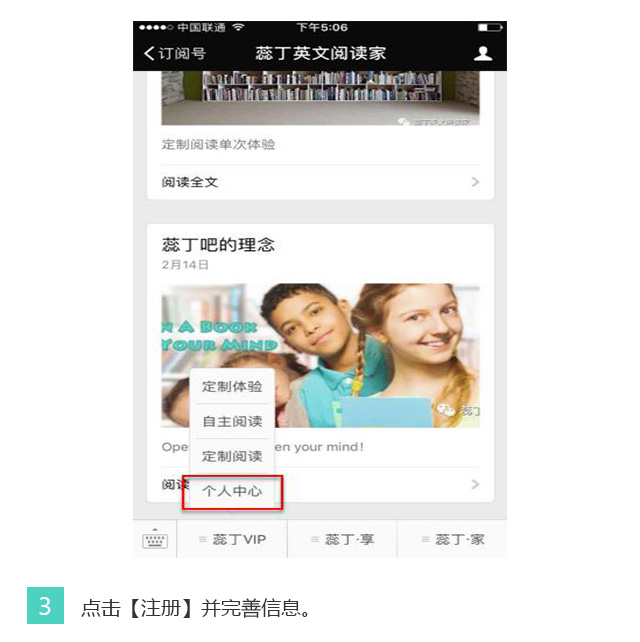 中国联通 下午5:06
订阅号 蕊丁英文阅读家
定制阅读单次体验
阅读全文
蕊丁吧的理念
2月14日
N A BOOK
YOUR MIND
蕊丁
定制体验
自主阅读
定制阅读
个人中心
Ope en your mind!
阅读
蕊丁VIP 蕊丁·享 蕊丁·家
3 点击【注册】并完善信息。